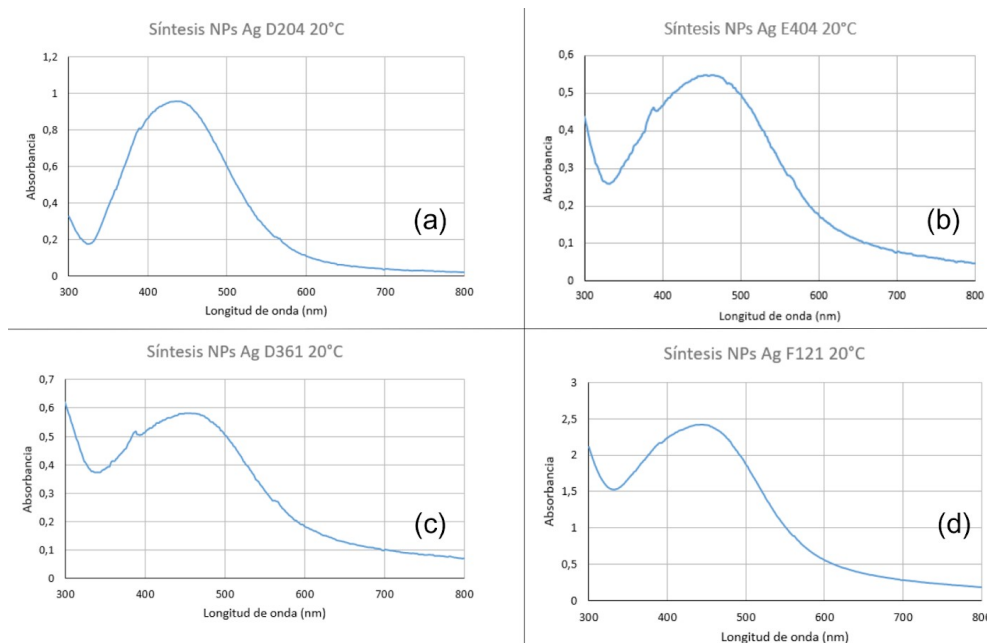 Síntesis NPs Ag D204 20°C
1,2
1
0,8
0,6
0,4
0,2
0
Absorbancia
300 400 500 600 700 800
Longitud de onda (nm)
(a)
Síntesis NPs Ag E404 20°C
0,6
0,5
0,4
0,3
0,2
0,1
0
Absorbancia
300 400 500 600 700 800
Longitud de onda (nm)
(b)
Síntesis NPs Ag D361 20°C
0,7
0,6
0,5
0,4
0,3
0,2
0,1
0
Absorbancia
300 400 500 600 700 800
Longitud de onda (nm)
(c)
Síntesis NPs Ag F121 20°C
3
2,5
2
1,5
1
0,5
0
Absorbancia
300 400 500 600 700 800
Longitud de onda (nm)
(d)